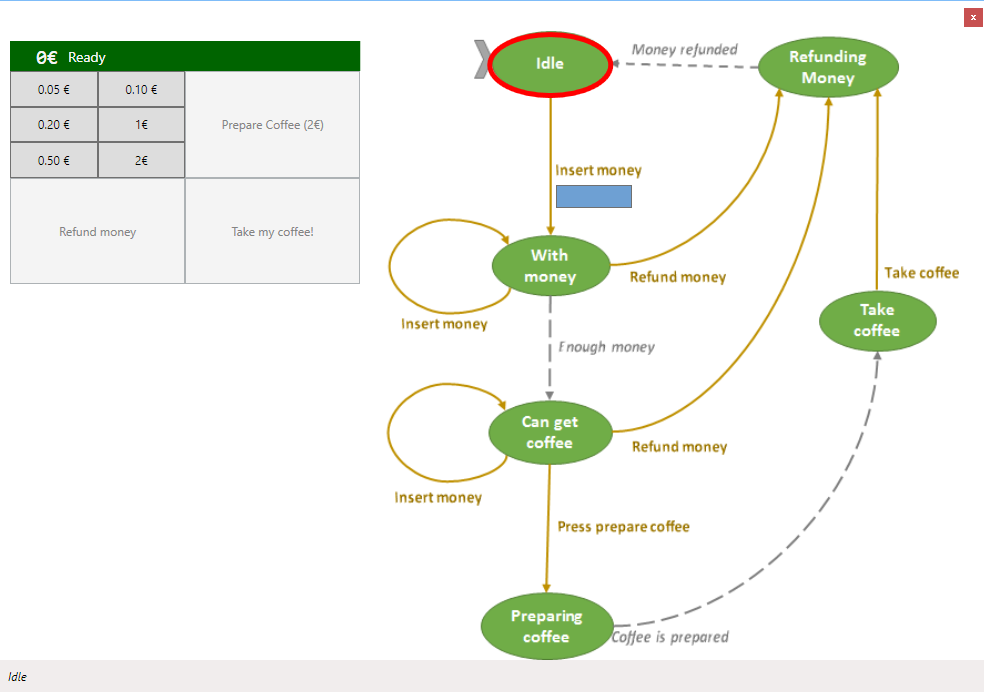 x
0€ Ready
0.05 €
0.10 €
0.20 €
1€
0.50 €
2€
Prepare Coffee (2€)
Refund money
Take my coffee!
Idle
Money refunded
Refunding
Money
Insert money
With
money
Refund money
Insert money
Take coffee
Take
coffee
Enough money
Can get
coffee
Refund money
Insert money
Press prepare coffee
Preparing
coffee
Coffee is prepared
Idle